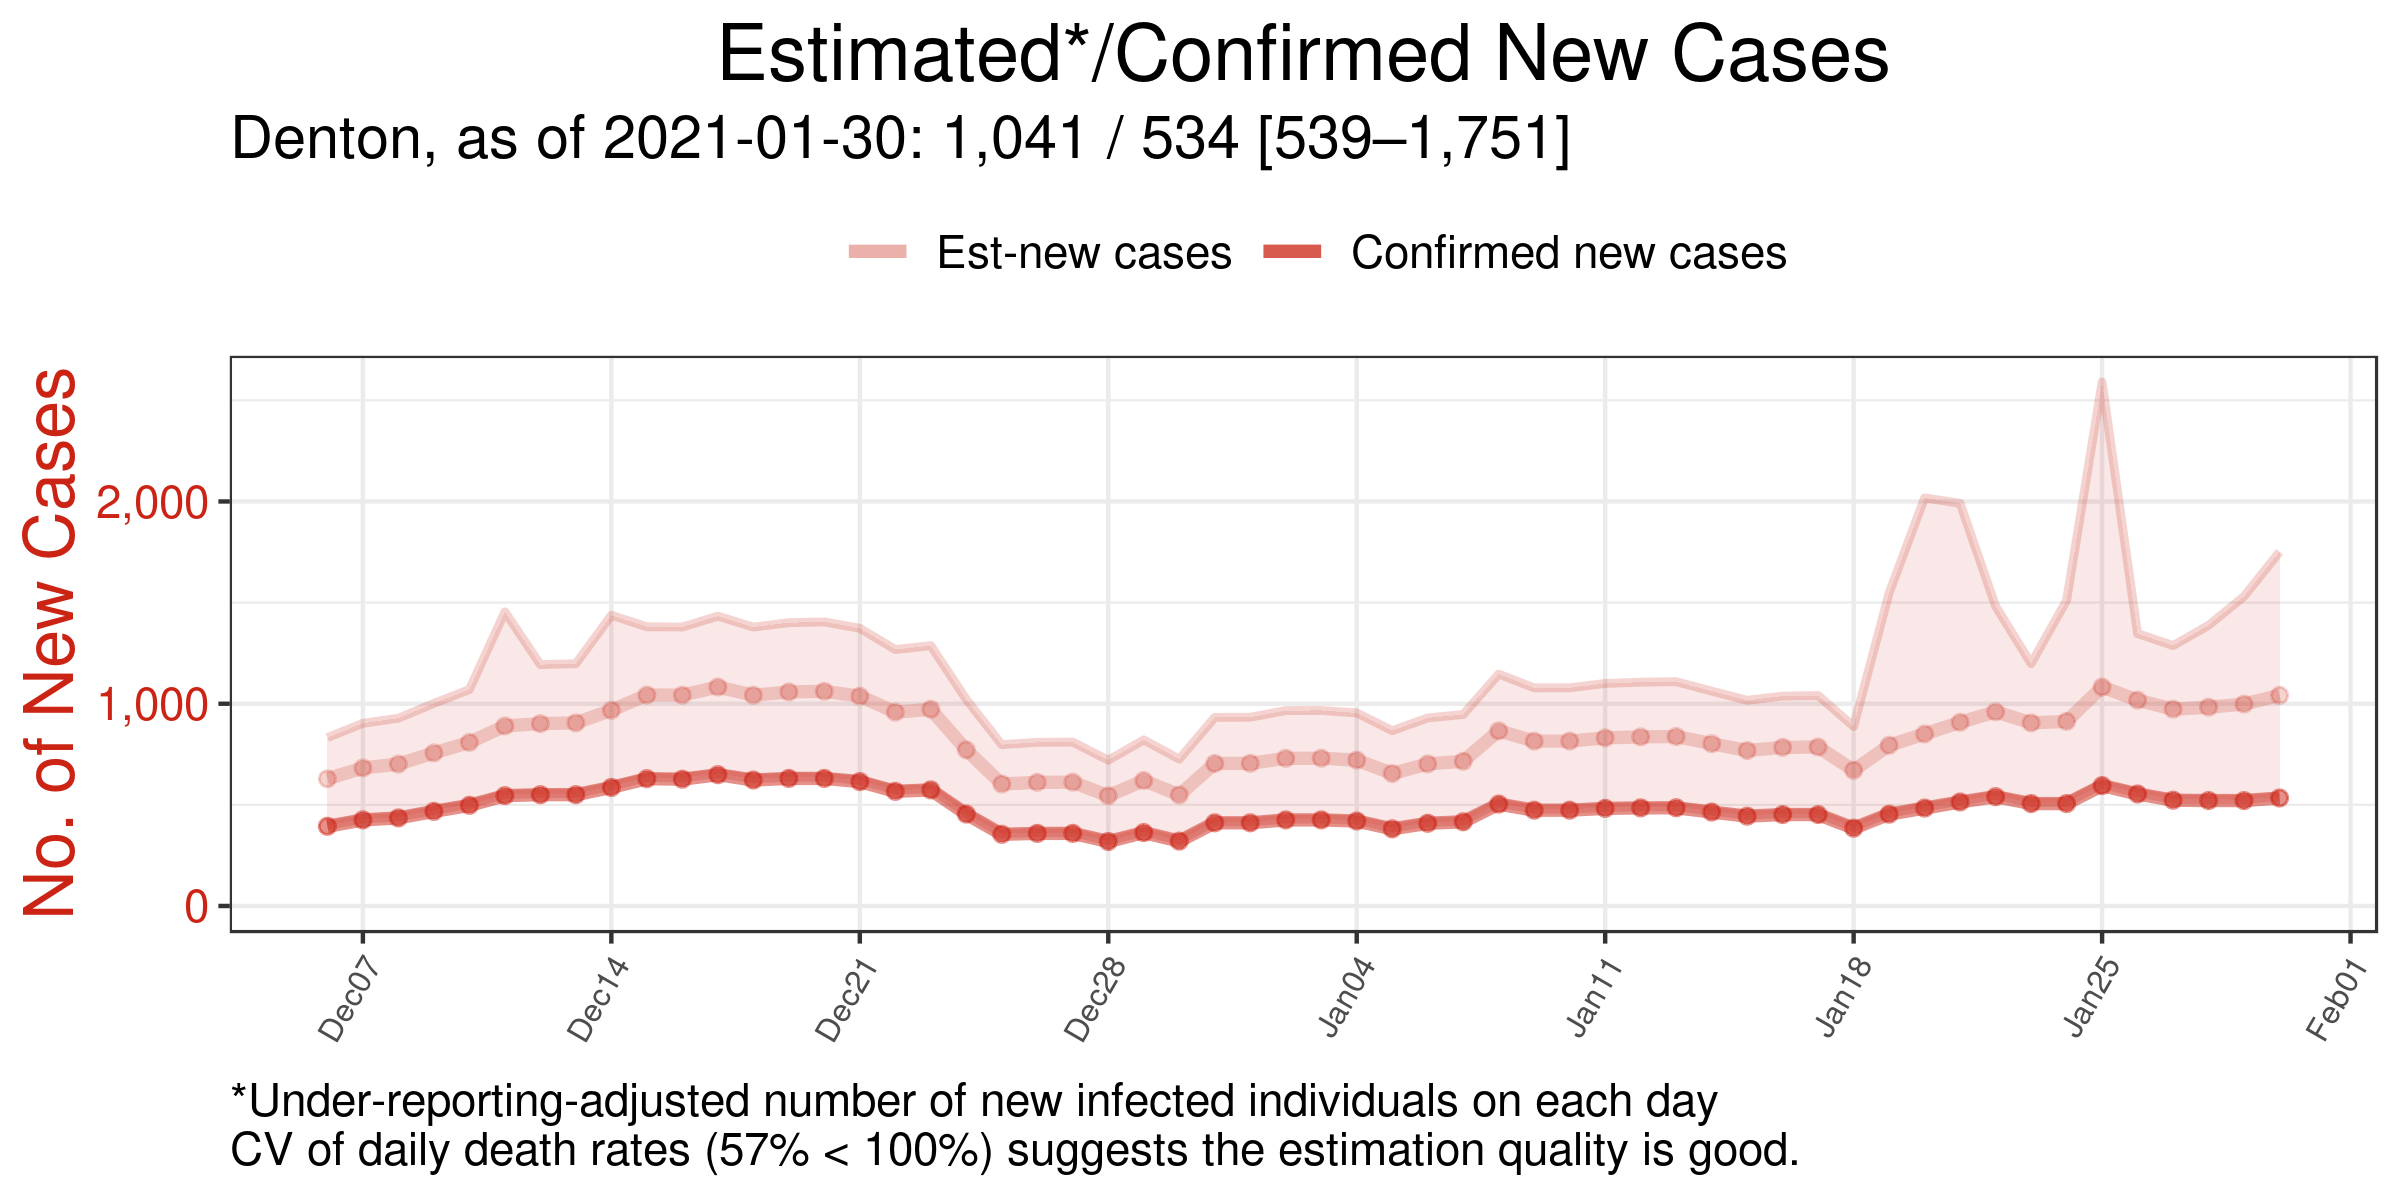 Estimated*/Confirmed New Cases
Denton, as of 2021-01-30: 1,041 / 534 [539–1,751]
Est-new cases
Confirmed new cases
No. of New Cases
2,000
1,000
0
Dec07
Dec14
Dec21
Dec28
Jan04
Jan11
Jan18
Jan25
Feb01
*Under-reporting-adjusted number of new infected individuals on each day
CV of daily death rates (57% < 100%) suggests the estimation quality is good.